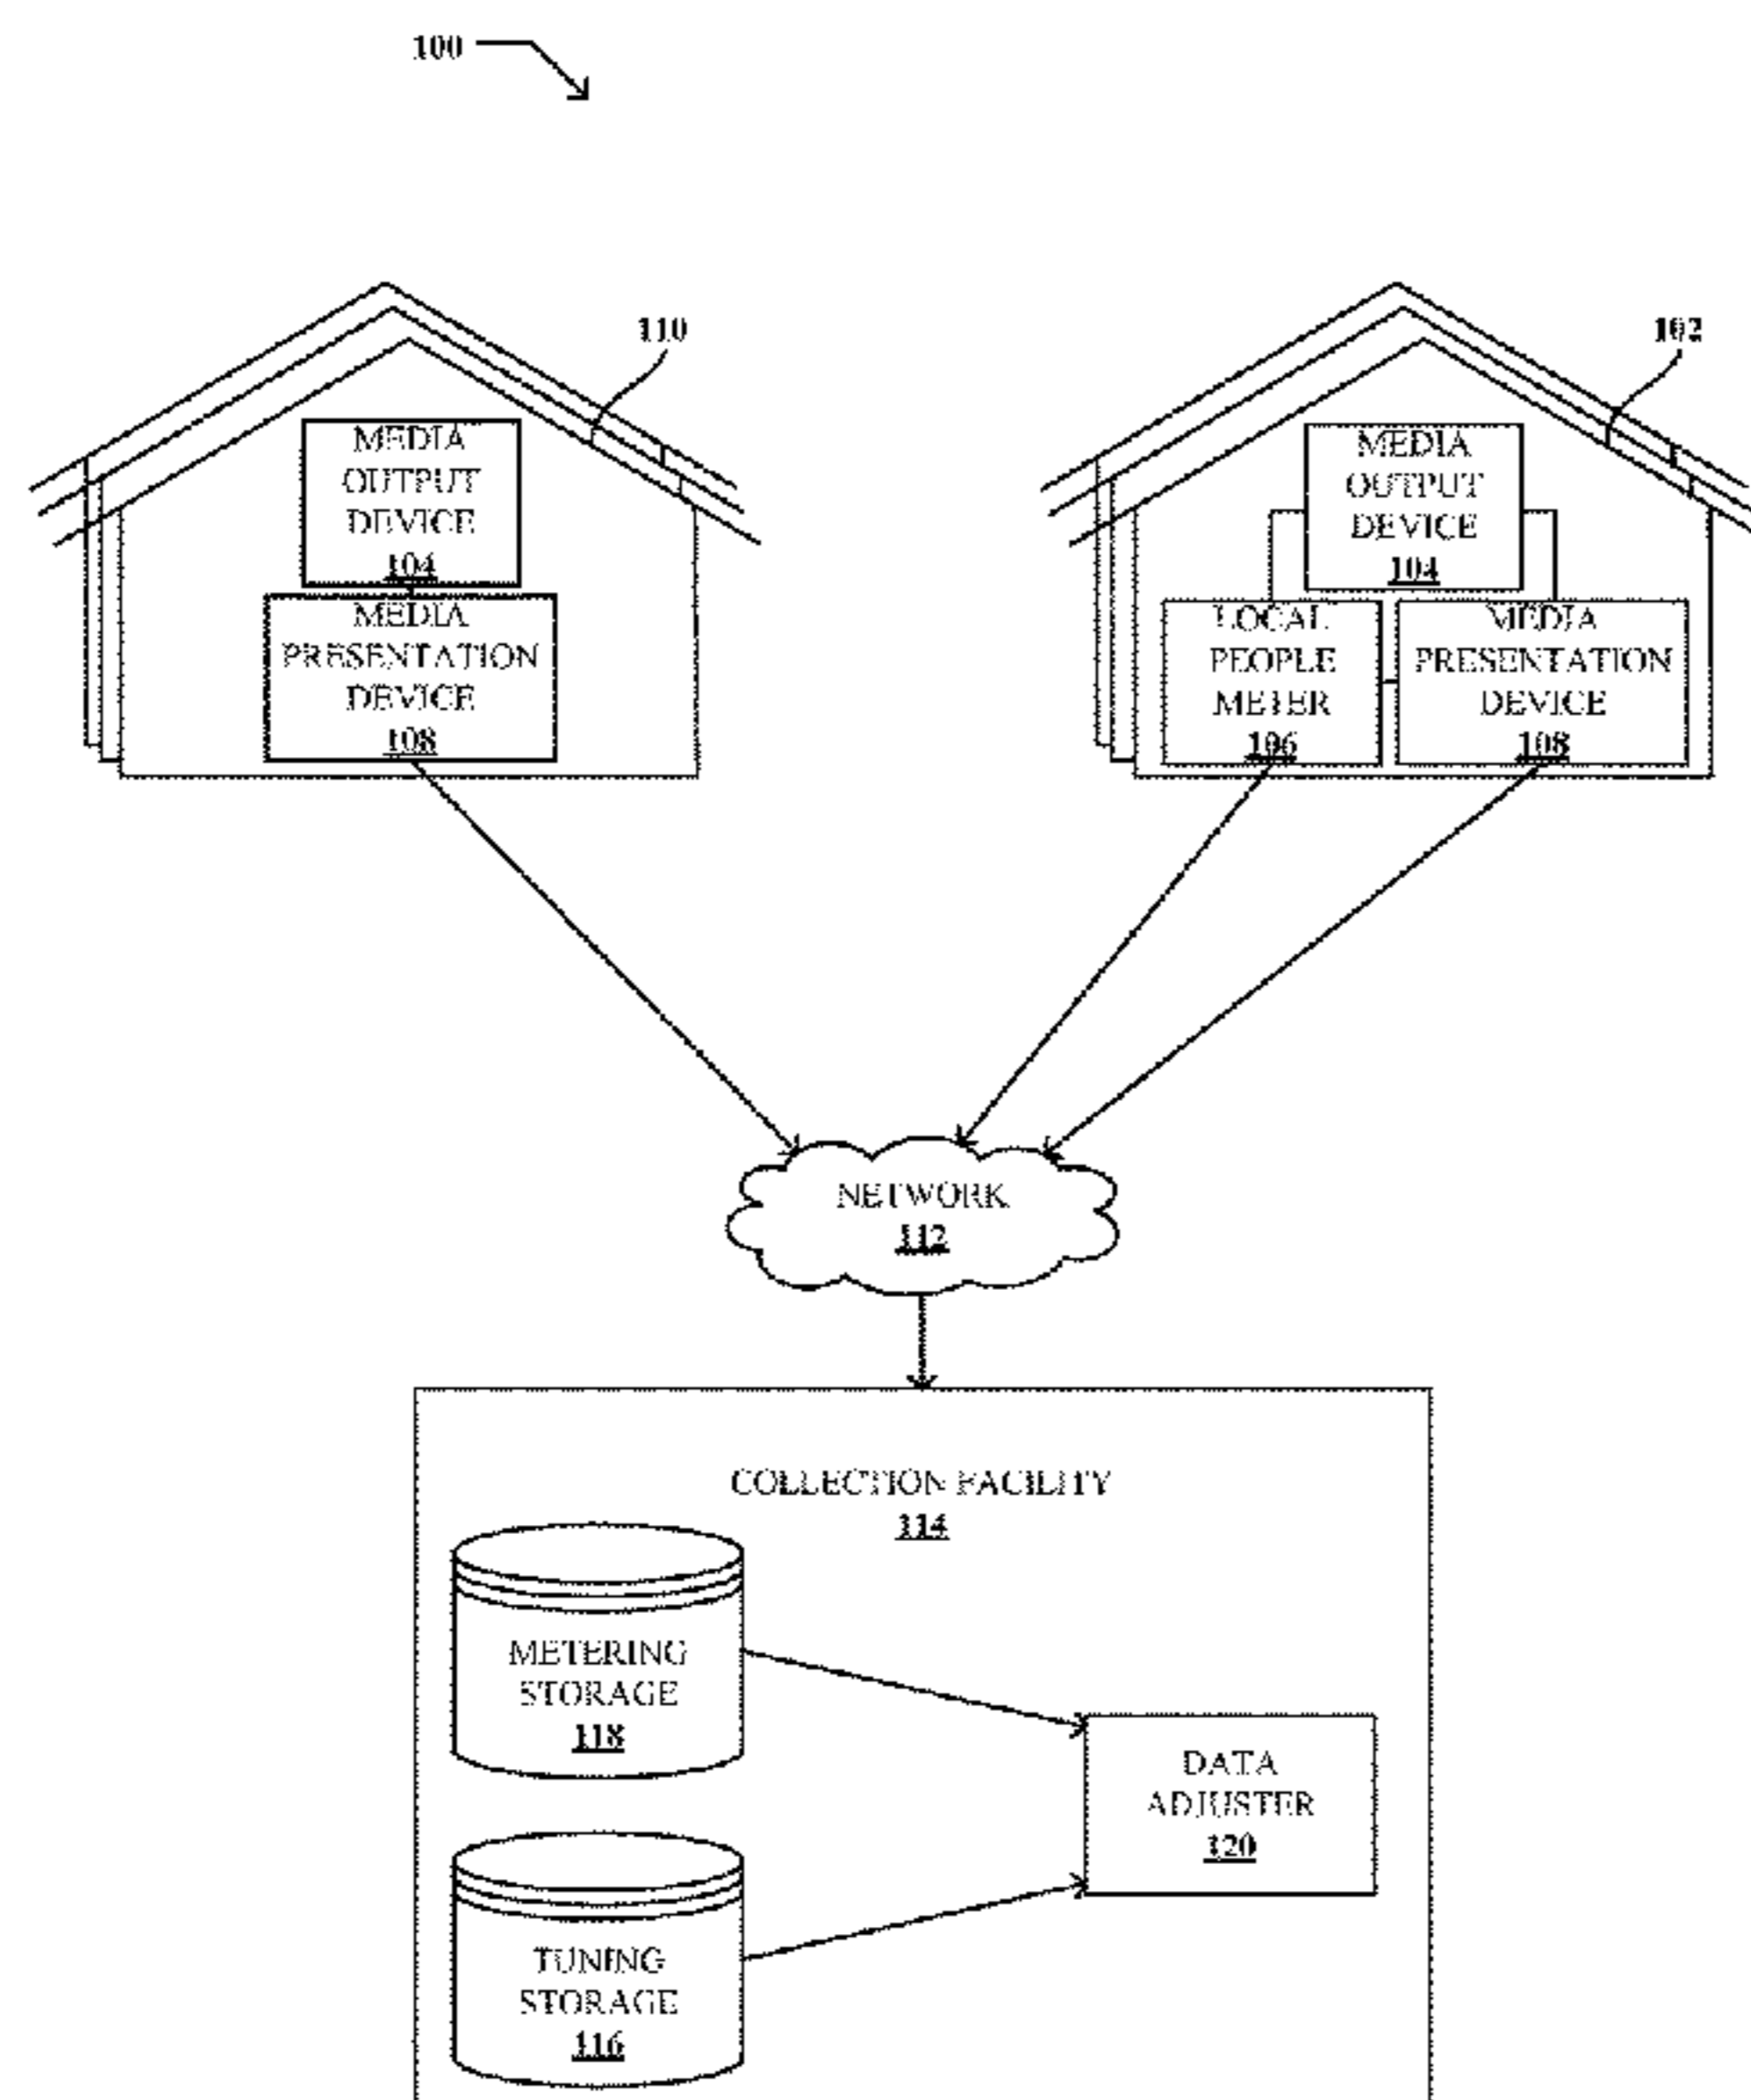 100
110
102
MEDIA
OUTPUT
DEVICE
104
MEDIA
PRESENTATION
DEVICE
108
MEDIA
OUTPUT
DEVICE
104
LOCAL
PEOPLE
METER
106
MEDIA
PRESENTATION
DEVICE
108
NETWORK
112
COLLECTION FACILITY
114
METERING
STORAGE
118
DATA
ADJUSTER
120
TUNING
STORAGE
116